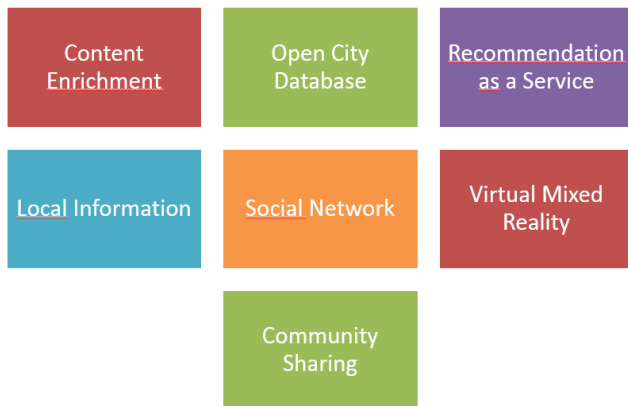 Content
Enrichment
Open City
Database
Recommendation
as a Service
Local Information
Social Network
Virtual Mixed
Reality
Community
Sharing